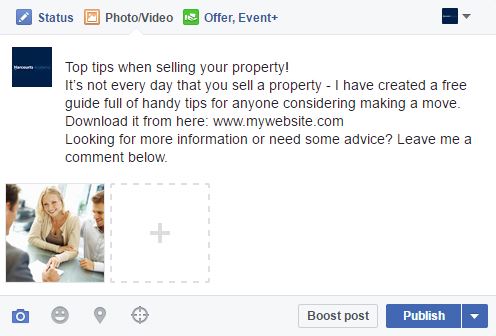 Status Photo/Video Offer, Event+
Harcourts
Top tips when selling your property!
It's not every day that you sell a property - I have created a free
guide full of handy tips for anyone considering making a move.
Download it from here: www.mywebsite.com
Looking for more information or need some advice? Leave me a
comment below.
Boost post Publish